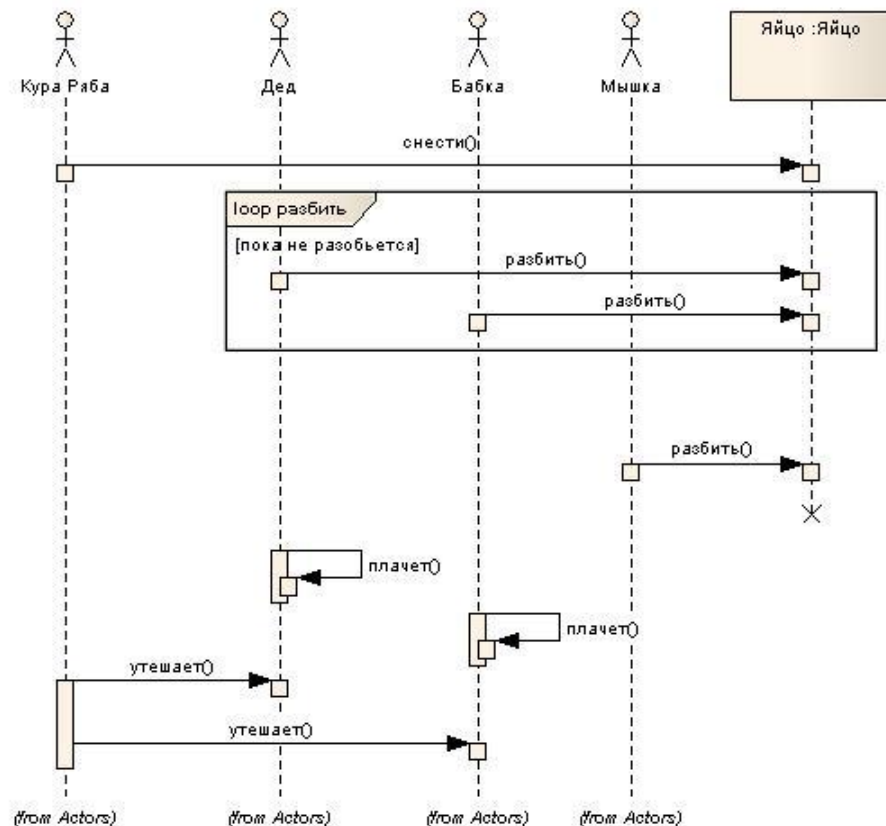 Кура Ряба
Дед
Бабка
Мышка
Яйцо :Яйцо
снести()
loop разбить
[пока не разобьется]
разбить()
разбить()
разбить()
плачет()
плачет()
утешает()
утешает()
(from Actors)
(from Actors)
(from Actors)
(from Actors)